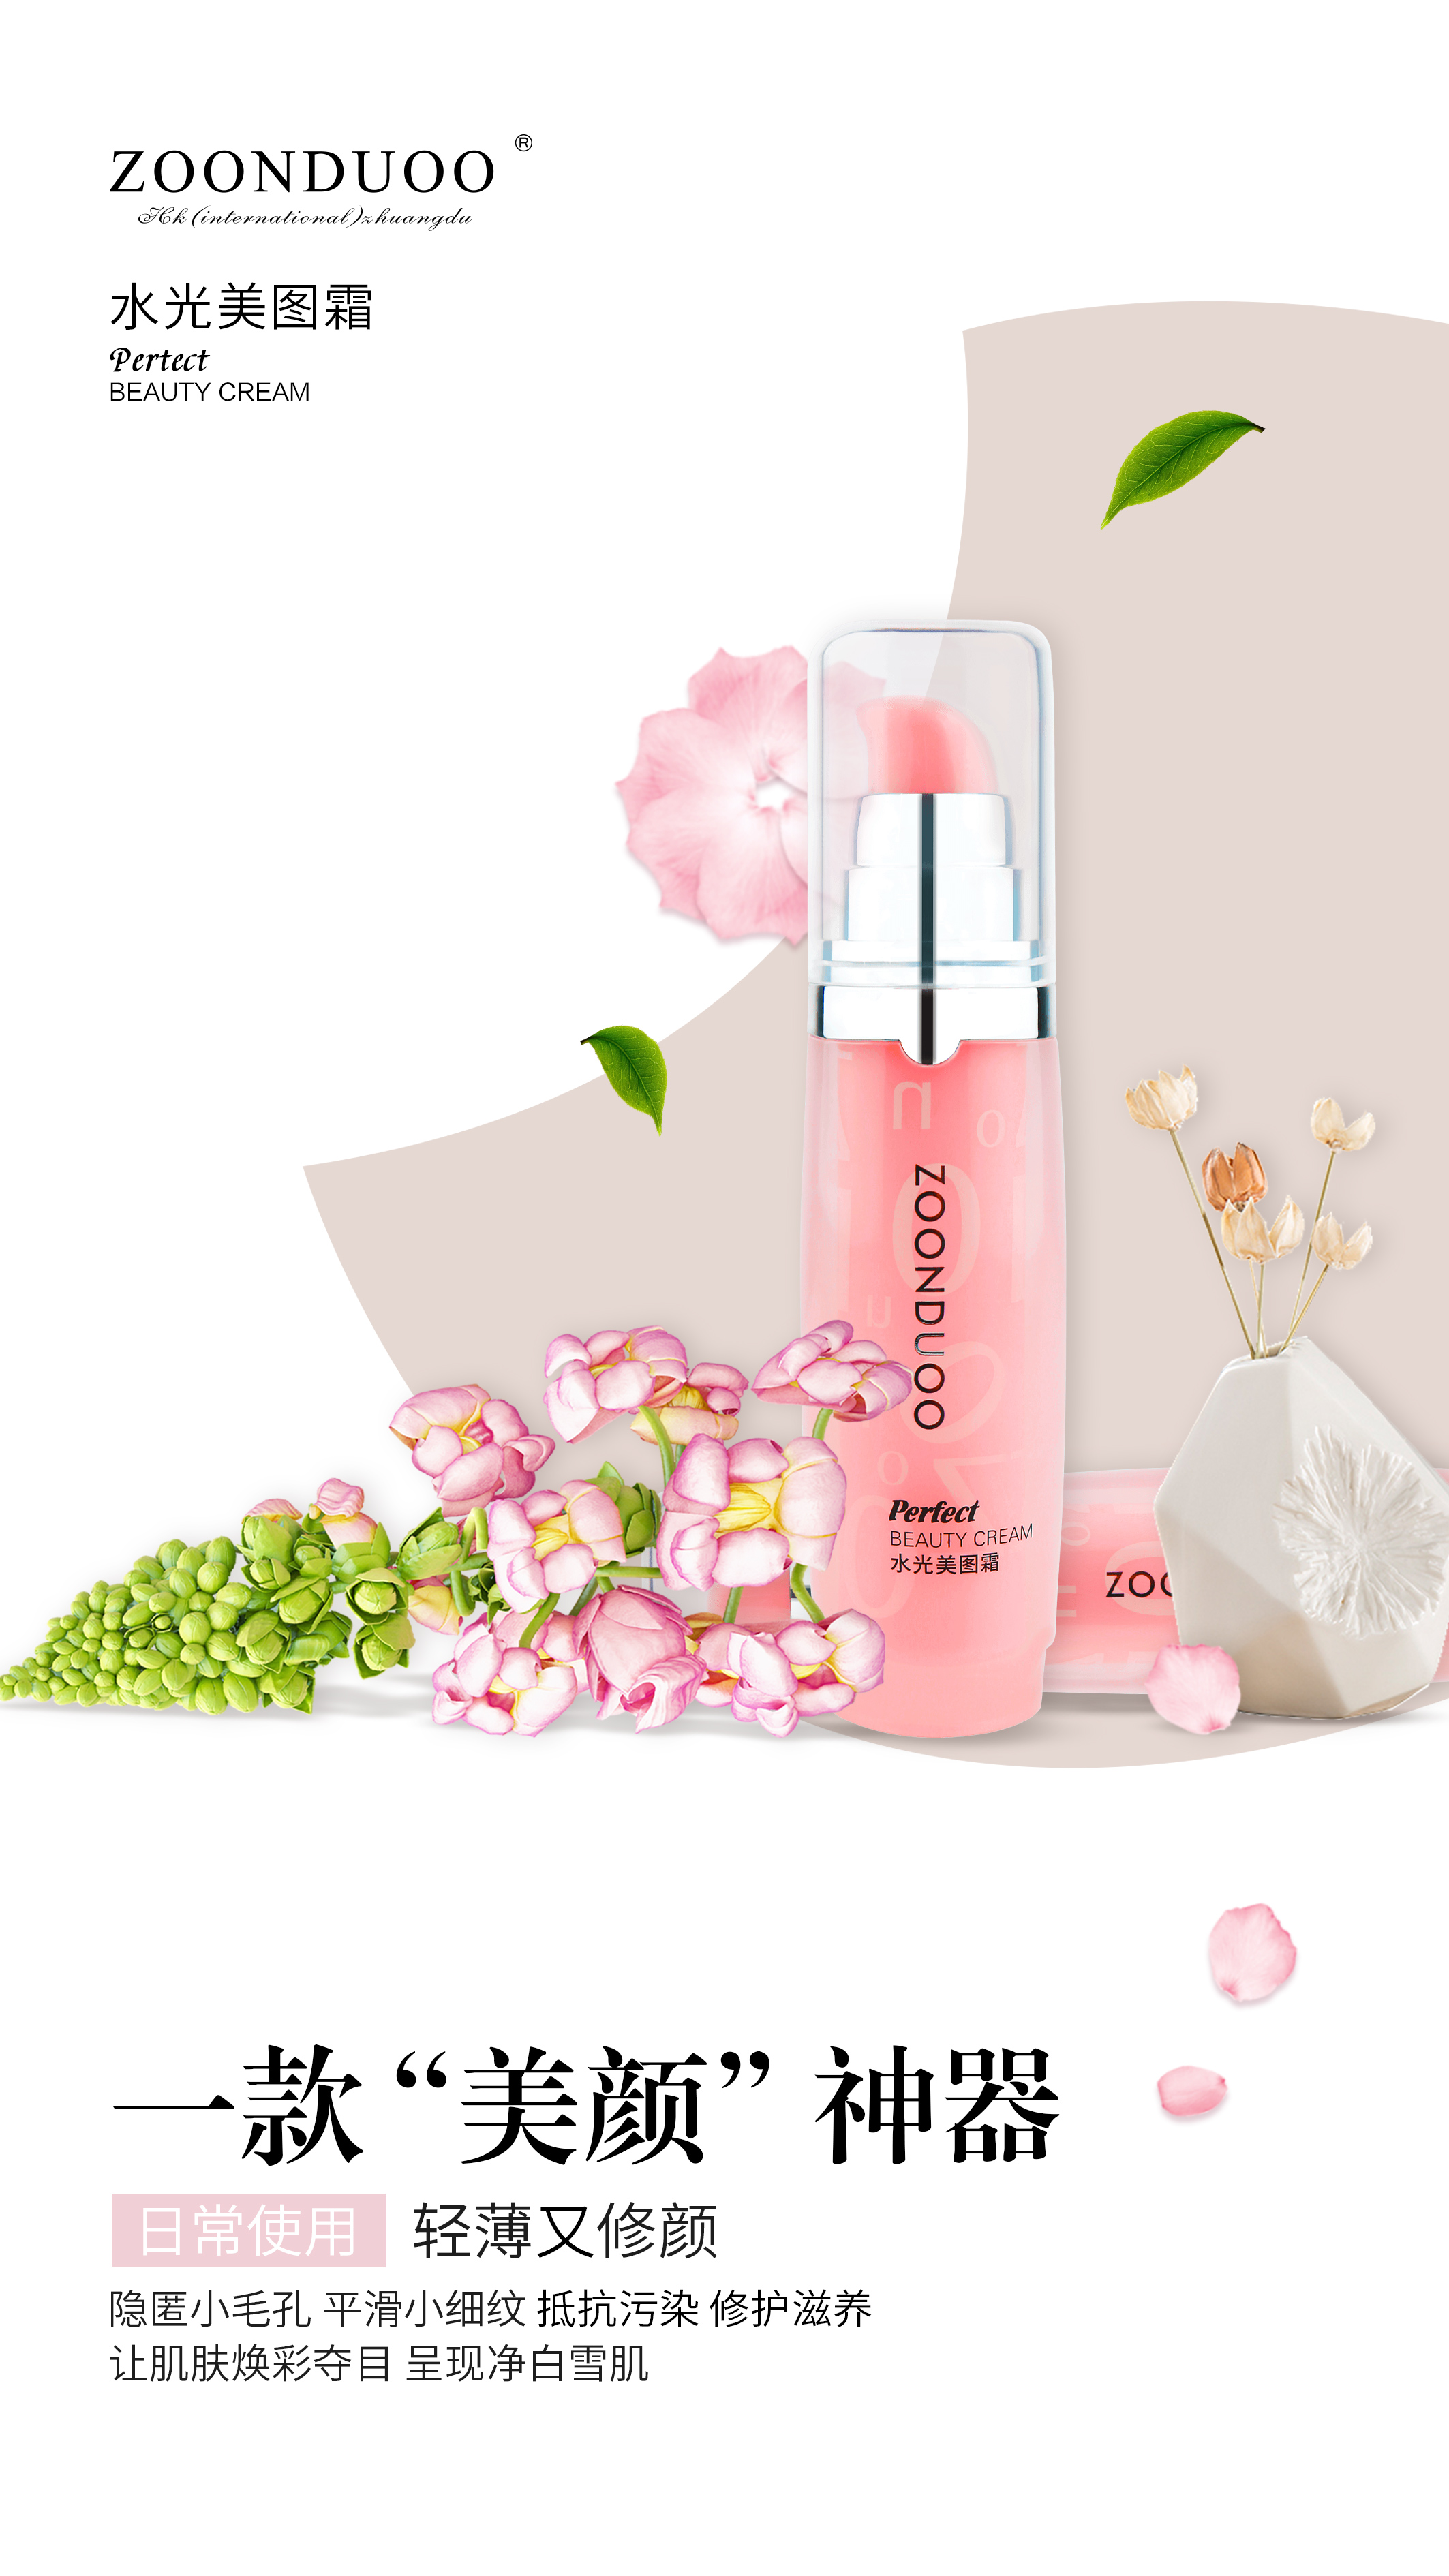 ZOONDUOO ®
Hk (international) zhuangdu
水光美图霜
Pertect
BEAUTY CREAM
ZOONDUOO
Perfect
BEAUTY CREAM
水光美图霜
ZOO
一款“美颜”神器
日常使用 轻薄又修颜
隐匿小毛孔 平滑小细纹 抵抗污染 修护滋养
让肌肤焕彩夺目 呈现净白雪肌